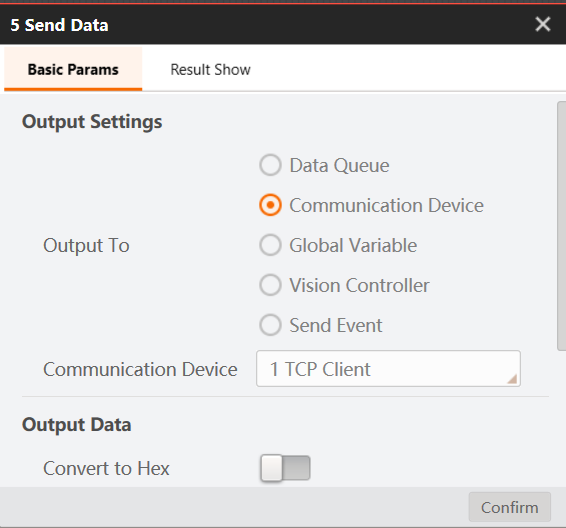 5 Send Data
Basic Params
Result Show
Output Settings
Data Queue
Communication Device
Output To
Global Variable
Vision Controller
Send Event
Communication Device
1 TCP Client
Output Data
Convert to Hex
Confirm